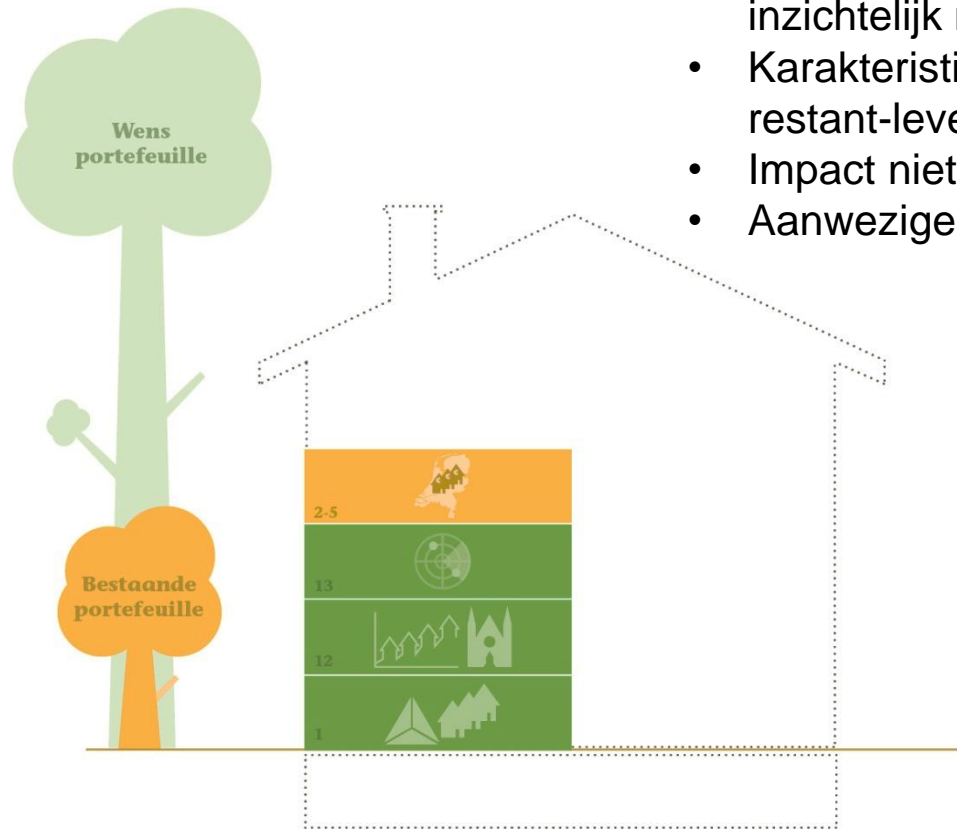 inzichtelijk
• Karakteristi
restant-leve
• Impact niet
• Aanwezige
Wens
portefeuille
2-5
13
Bestaande
portefeuille
12
1